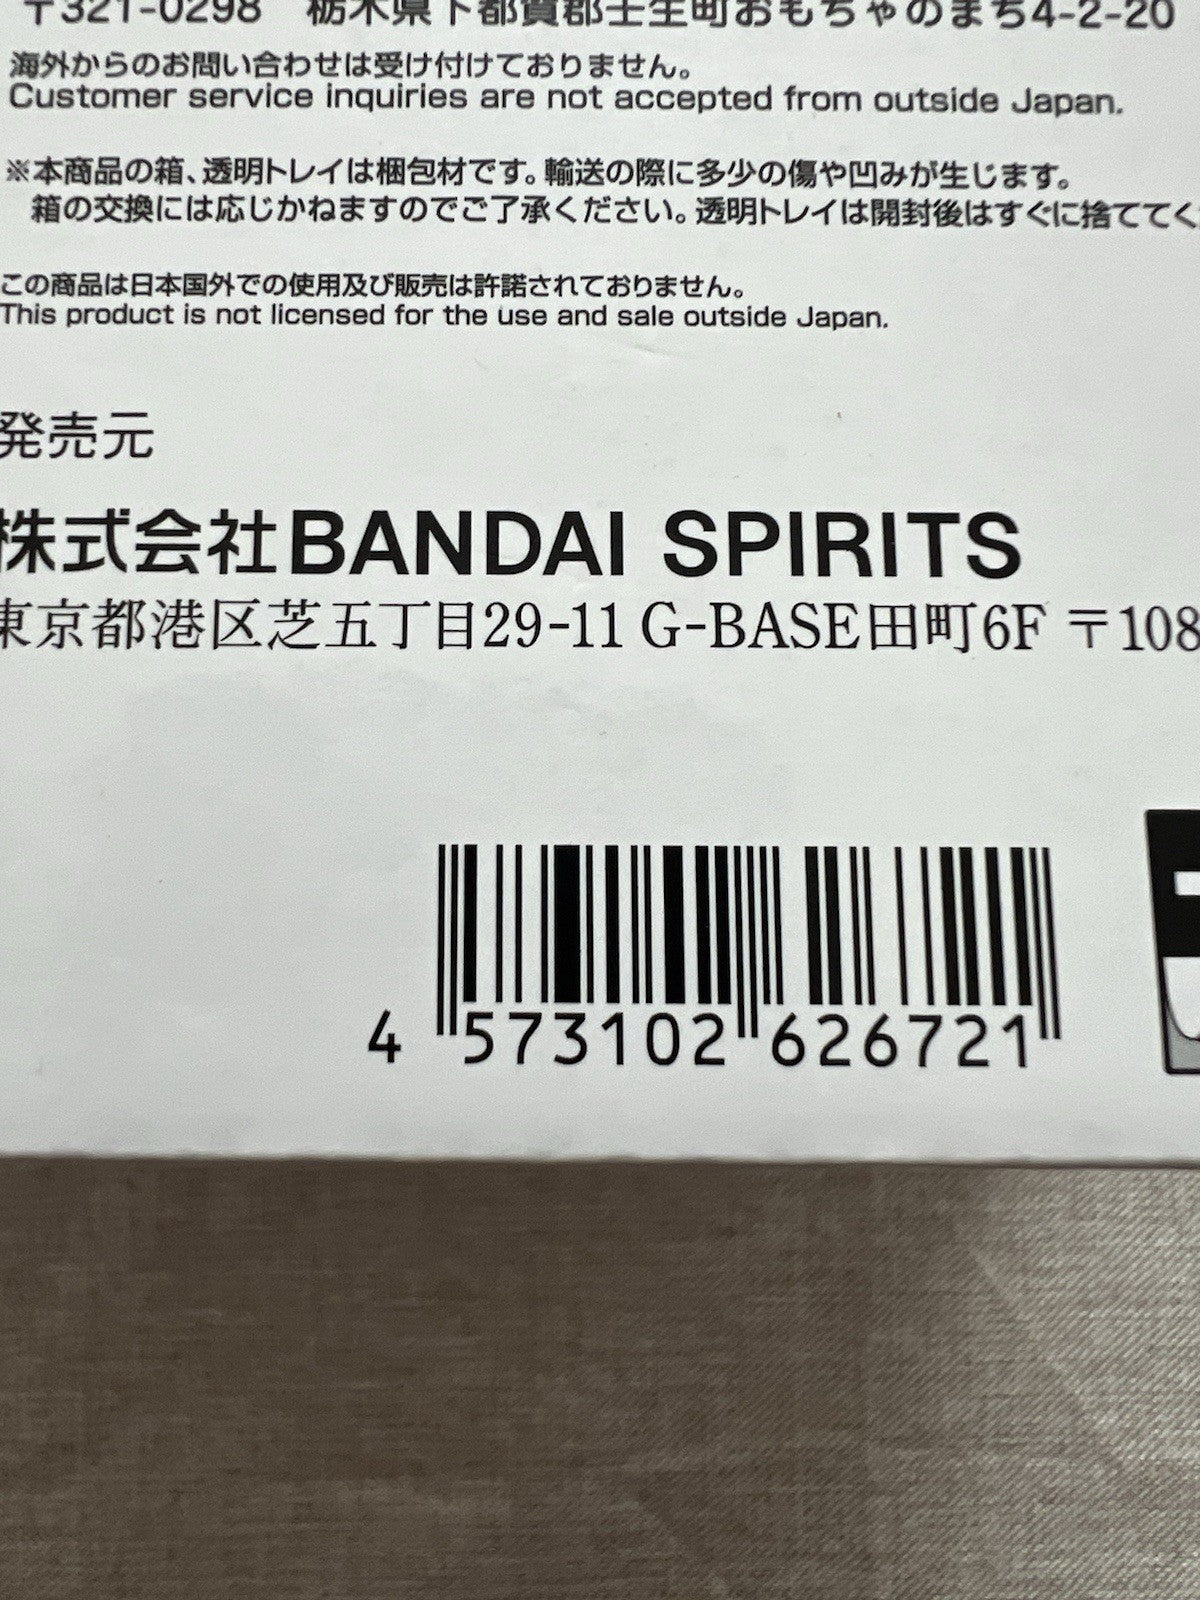 〒321-0298 栃木県下都賀郡壬生町おもちゃのまち4-2-20
海外からのお問い合わせは受け付けておりません。
Customer service inquiries are not accepted from outside Japan.
※本商品の箱、透明トレイは梱包材です。輸送の際に多少の傷や凹みが生じます。
箱の交換には応じかねますのでご了承ください。透明トレイは開封後はすぐに捨ててく
この商品は日本国外での使用及び販売は許諾されておりません。
This product is not licensed for the use and sale outside Japan.
発売元
株式会社BANDAI SPIRITS
東京都港区芝五丁目29-11 G-BASE田町6F 〒108
4 573102 626721